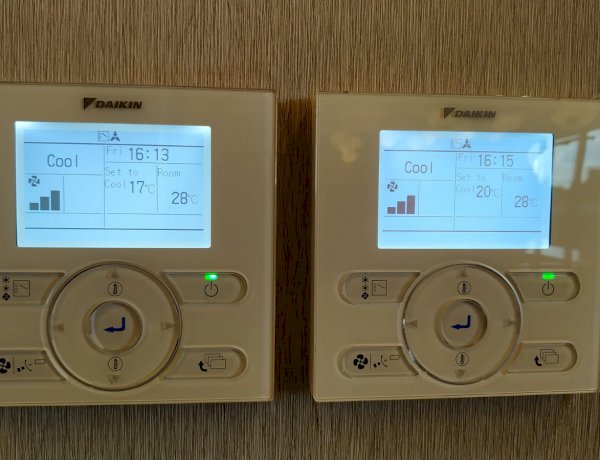 DAIKIN
Cool
Fri 16:13
Set to Room
Cool 17°C
28°C
DAIKIN
Cool
Fri 16:15
Set to Room
Cool 20°C
28°C